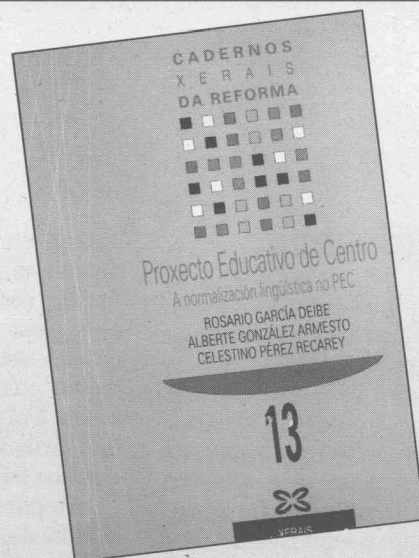 CADERNOS
XERAIS
DA REFORMA
Proxecto Educativo de Centro
A normalización lingüística no PEC
ROSARIO GARCÍA DEIBE
ALBERTE GONZÁLEZ ARMESTO
CELESTINO PÉREZ RECAREY
13
XERAIS